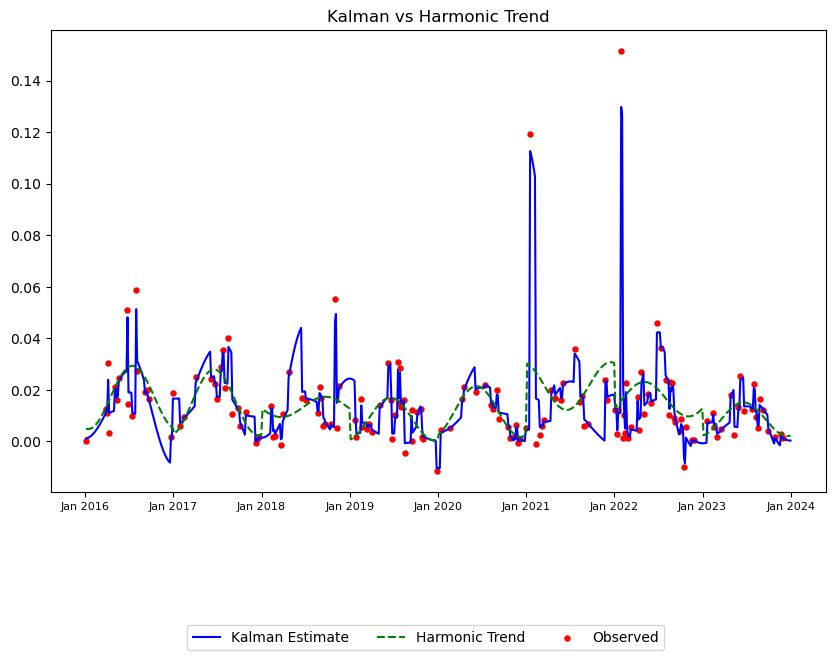 Kalman vs Harmonic Trend
0.14
0.12
0.10
0.08
0.06
0.04
0.02
0.00
Jan 2016 Jan 2017 Jan 2018 Jan 2019 Jan 2020 Jan 2021 Jan 2022 Jan 2023 Jan 2024
Kalman Estimate Harmonic Trend Observed